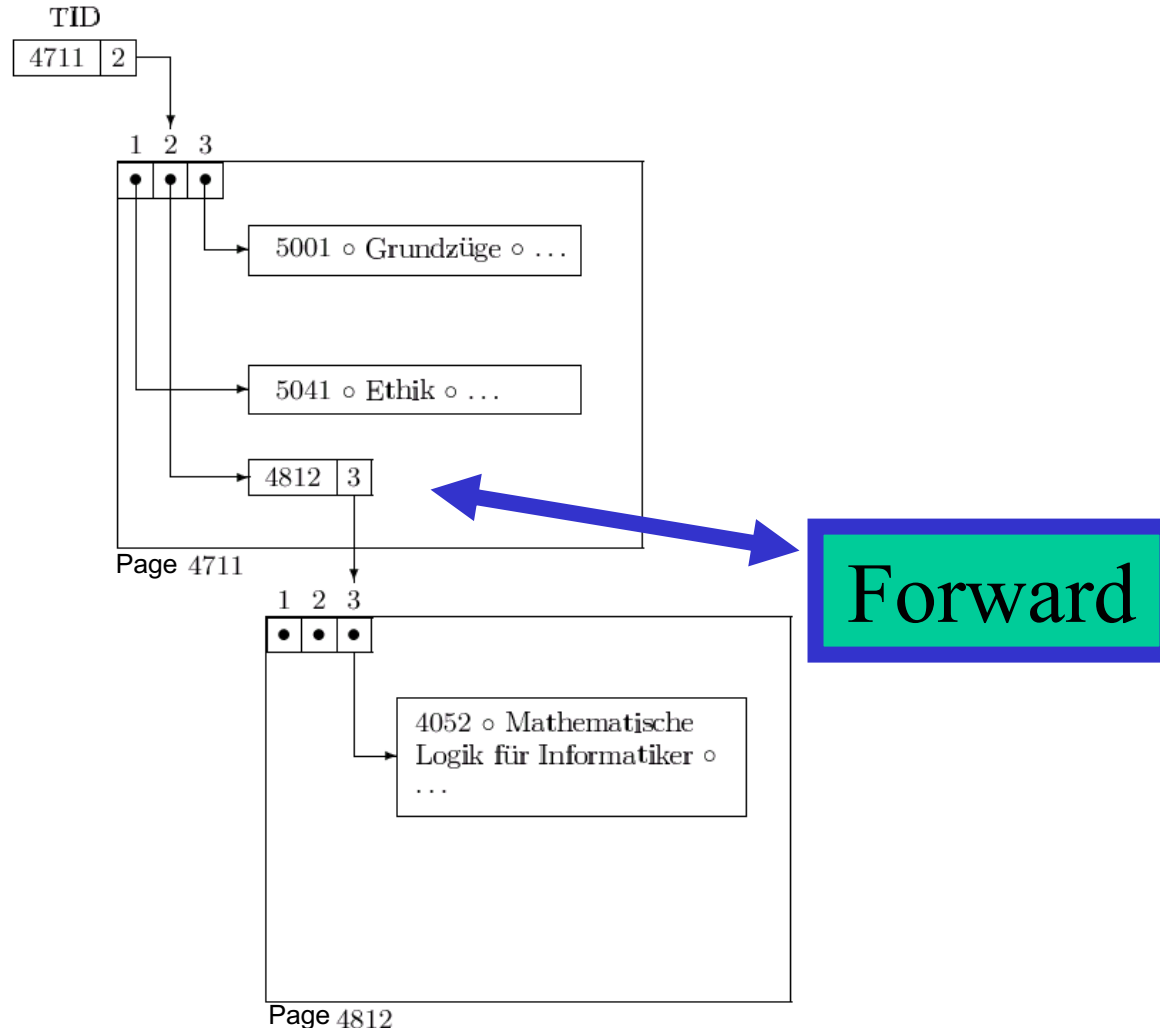 TID
4711 2
1 2 3
5001 ∘ Grundzüge ∘ . . .
5041 ∘ Ethik ∘ . . .
4812 3
Page 4711
Forward
1 2 3
4052 ∘ Mathematische
Logik für Informatiker ∘
. . .
Page 4812